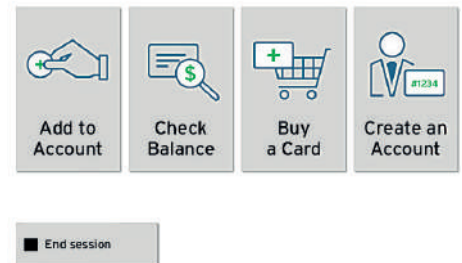 Add to
Account
Check
Balance
Buy
a Card
#1234
Create an
Account
End session